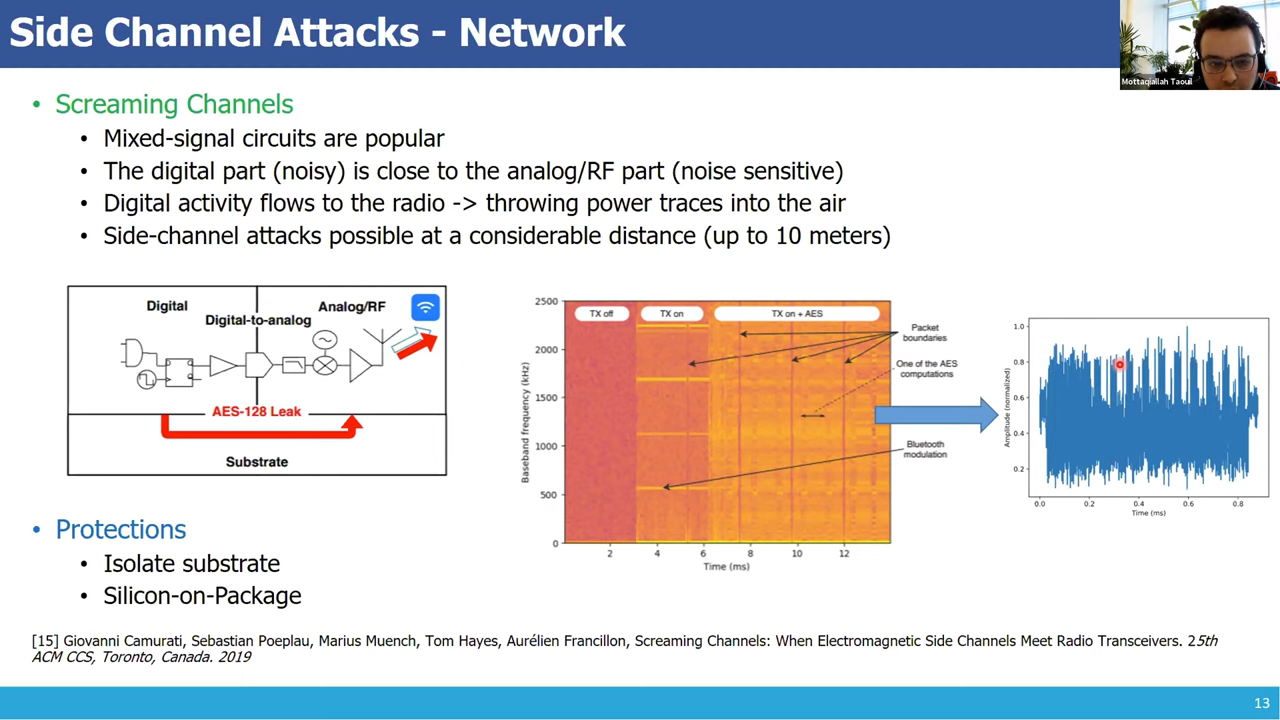 Side Channel Attacks - Network
Mottaqiallah Taouil
• Screaming Channels
• Mixed-signal circuits are popular
• The digital part (noisy) is close to the analog/RF part (noise sensitive)
• Digital activity flows to the radio -> throwing power traces into the air
• Side-channel attacks possible at a considerable distance (up to 10 meters)
Digital
Analog/RF
Digital-to-analog
AES-128 Leak
Substrate
Baseband frequency (kHz)
2500
2000
1500
1000
500
0
TX off
TX on
TX on + AES
Packet
boundaries
One of the AES
computations
Bluetooth
modulation
2 4 6 8 10 12
Time (ms)
Amplitude (normalized)
1.0
0.8
0.6
0.4
0.2
0.0 0.2 0.4 0.6 0.8
Time (ms)
• Protections
• Isolate substrate
• Silicon-on-Package
[15] Giovanni Camurati, Sebastian Poeplau, Marius Muench, Tom Hayes, Aurélien Francillon, Screaming Channels: When Electromagnetic Side Channels Meet Radio Transceivers. 25th
ACM CCS, Toronto, Canada. 2019
13